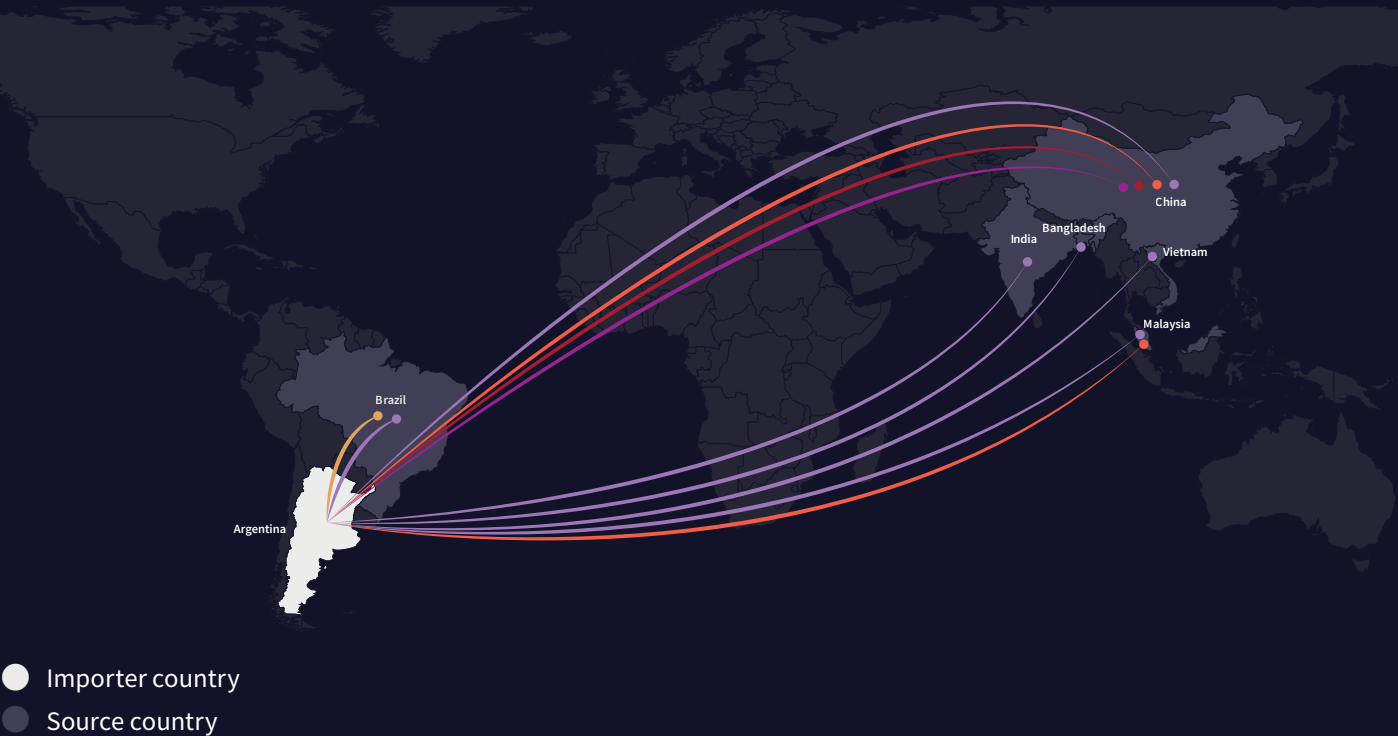 China
Bangladesh
India
Vietnam
Malaysia
Brazil
Argentina
Importer country
Source country